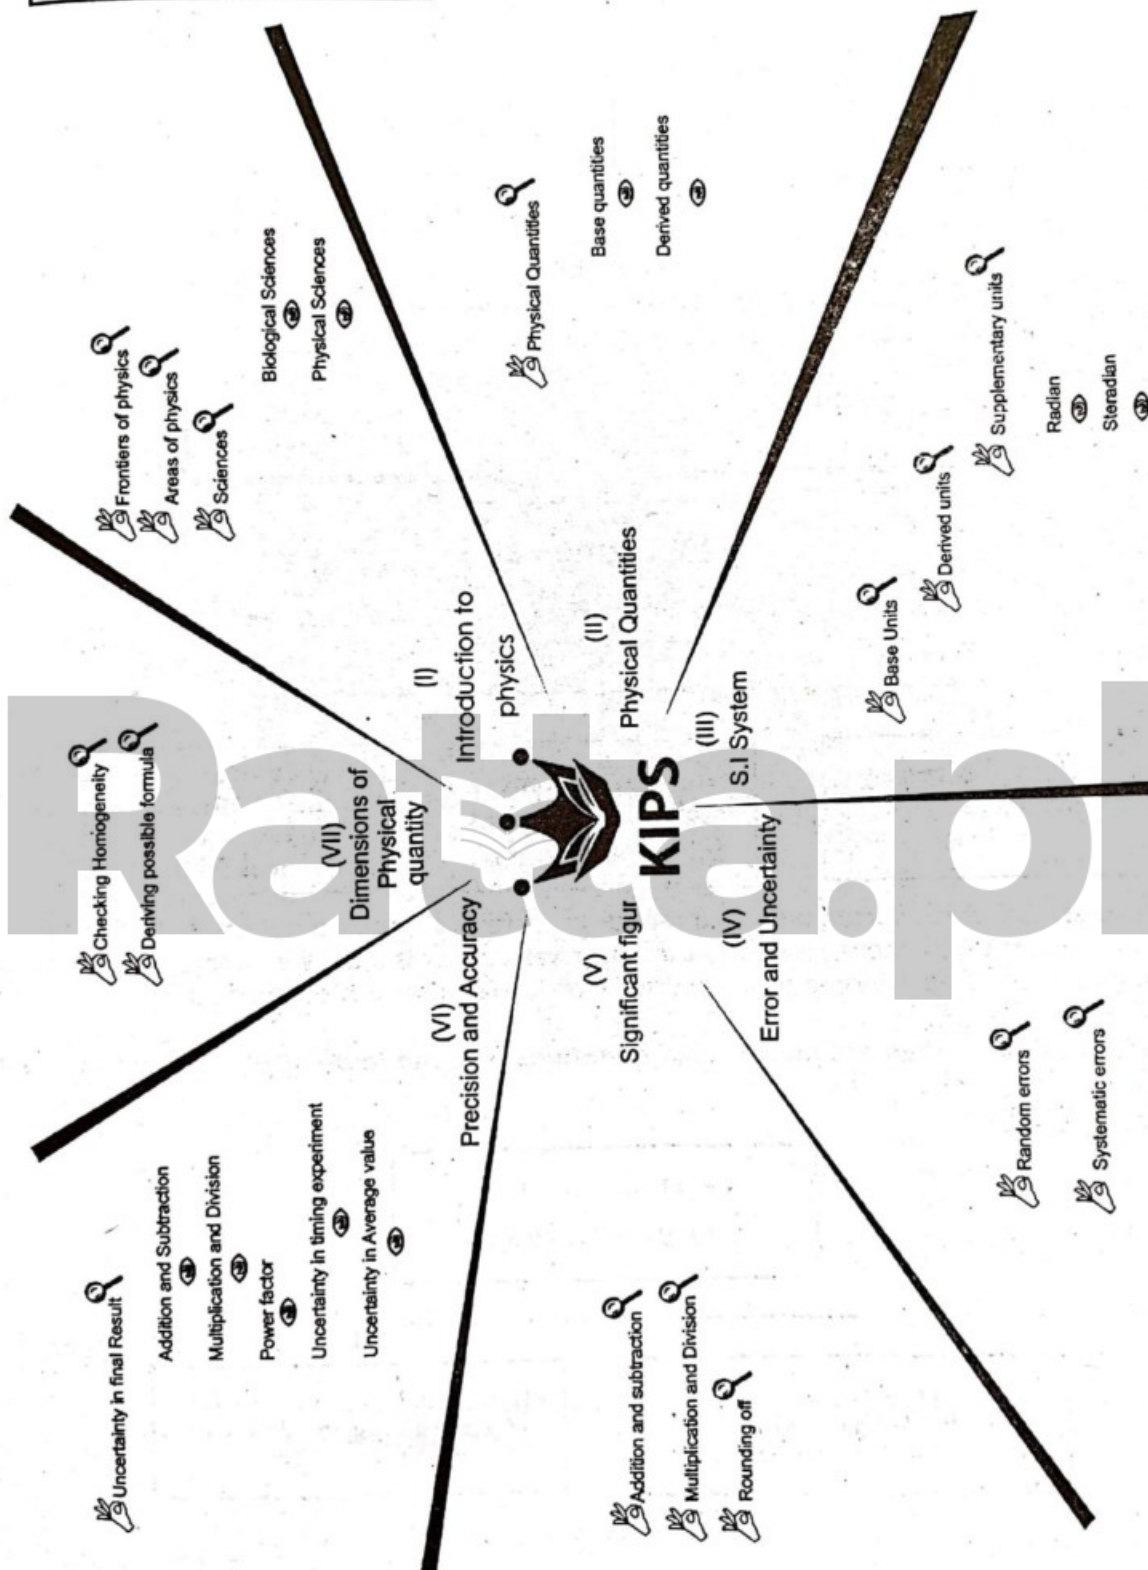 (I)
Introduction to
physics
Frontiers of physics
Areas of physics
Sciences
Biological Sciences
Physical Sciences
(II)
Physical Quantities
Physical Quantities
Base quantities
Derived quantities
(III)
S.I System
Base Units
Derived units
Supplementary units
Radian
Steradian
(IV)
Error and Uncertainty
Random errors
Systematic errors
(V)
Significant figur
Addition and subtraction
Multiplication and Division
Rounding off
(VI)
Precision and Accuracy
Uncertainty in final Result
Addition and Subtraction
Multiplication and Division
Power factor
Uncertainty in timing experiment
Uncertainty in Average value
(VII)
Dimensions of
Physical
quantity
Checking Homogeneity
Deriving possible formula
KIPS
Ratta.pk